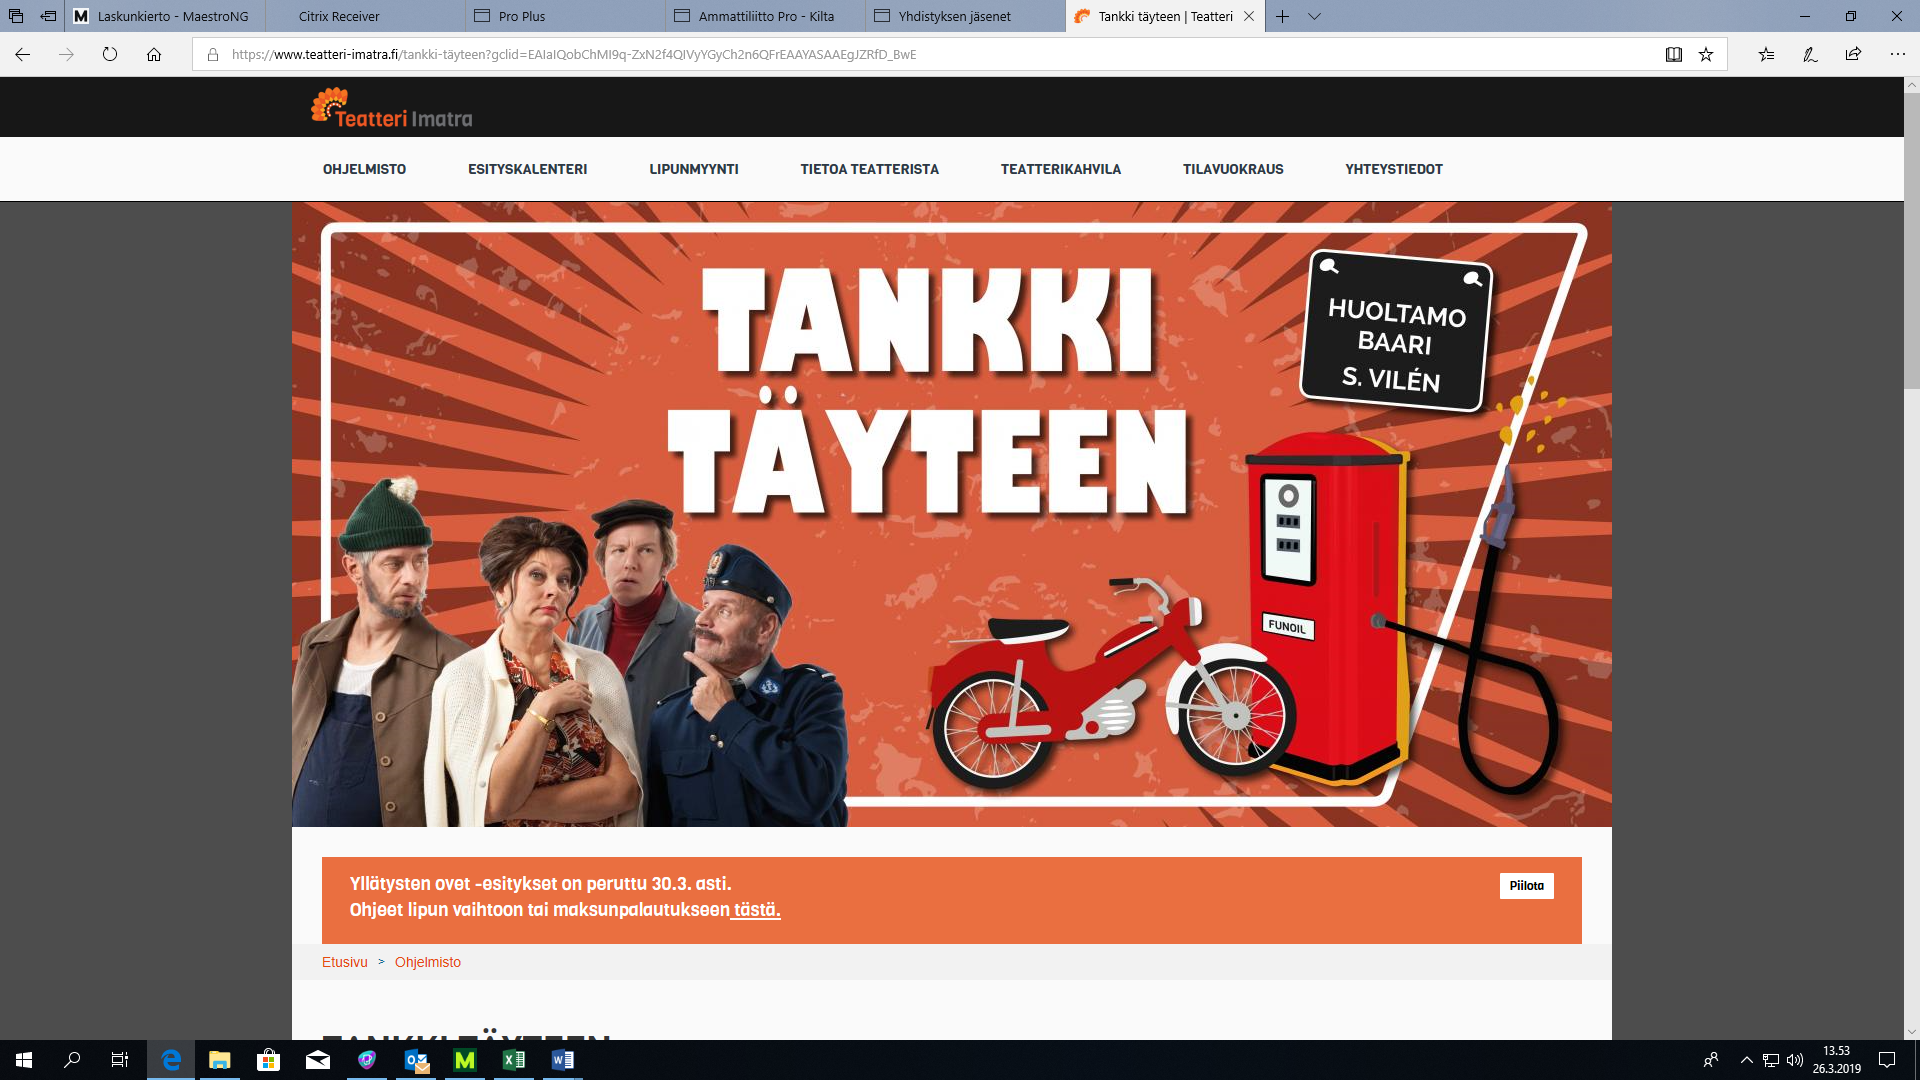 Laskunkierto - MaestroNG
Citrix Receiver
Pro Plus
Ammattiliitto Pro - Kilta
Yhdistyksen jäsenet
Tankki täyteen | Teatteri
https://www.teatteri-imatra.fi/tankki-täyteen?gclid=EAIaIQobChMI9q-ZxN2f4QIVyYGyCh2n6QFrEAAYASAAEgJZRfD_BwE
Teatteri Imatra
OHJELMISTO
ESITYSKALENTERI
LIPUNMYYNTI
TIETOA TEATTERISTA
TEATTERIKAHVILA
TILAVUOKRAUS
YHTEYSTIEDOT
TANKKI
TÄYTEEN
HUOLTAMO
BAARI
S. VILÉN
FUNOIL
Yllätysten ovet -esitykset on peruttu 30.3. asti.
Ohjeet lipun vaihtoon tai maksunpalautukseen tästä.
Piilota
Etusivu > Ohjelmisto
TANKKI TÄYTEEN
13.53
26.3.2019